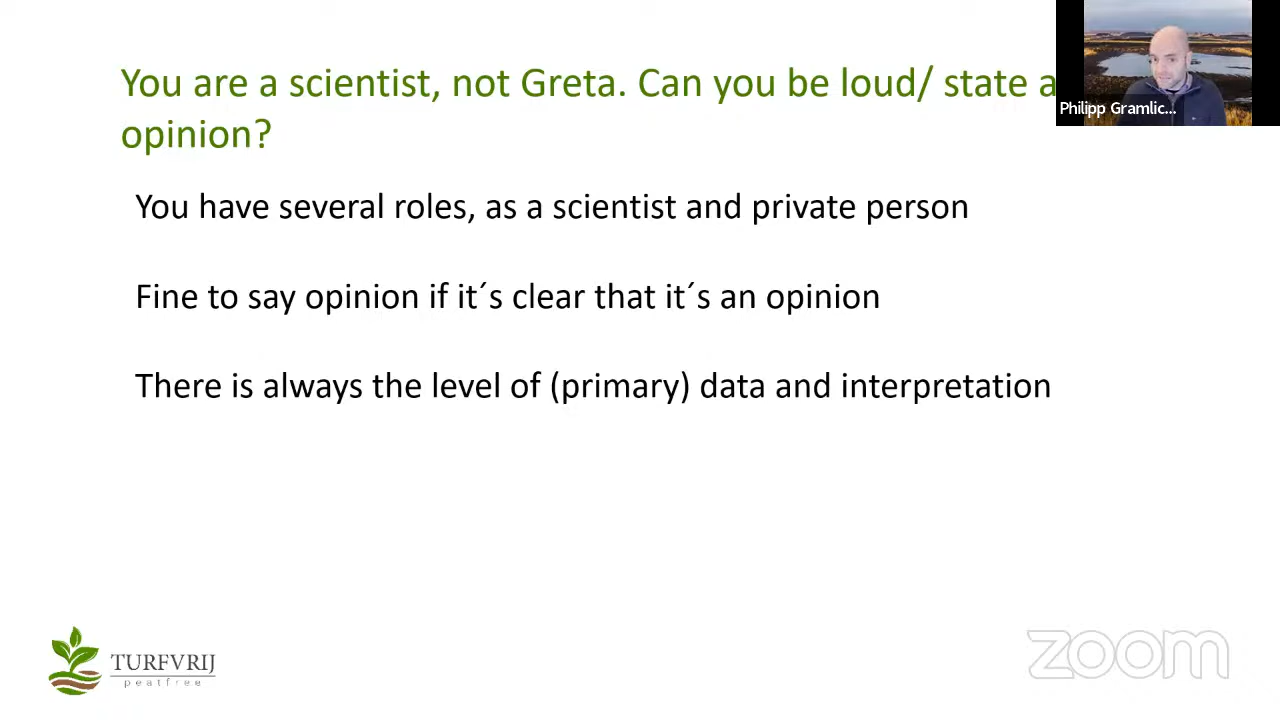 You are a scientist, not Greta. Can you be loud/ state a
opinion?
Philipp Gramlic...
You have several roles, as a scientist and private person
Fine to say opinion if it´s clear that it´s an opinion
There is always the level of (primary) data and interpretation
TURFVRIJ
peatfree
zoom